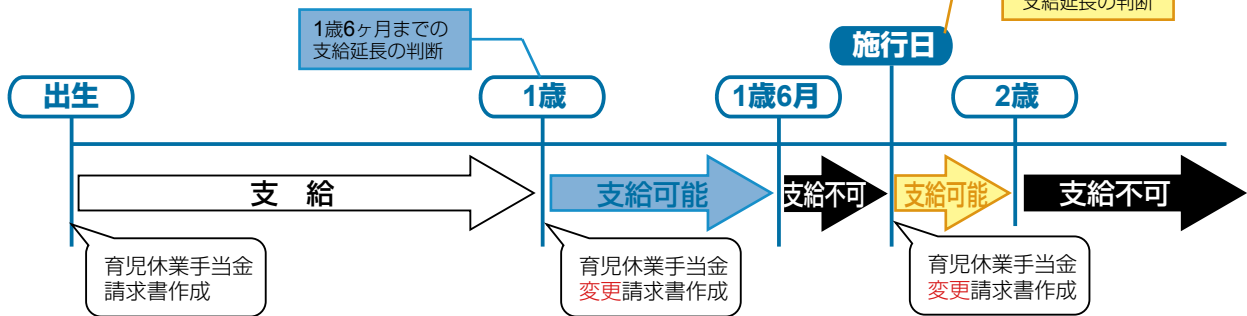 支給延長の判断
1歳6ヶ月までの
支給延長の判断
施行日
出生
1歳
1歳6月
2歳
支 給
支給可能
支給不可
支給可能
支給不可
育児休業手当金
請求書作成
育児休業手当金
変更請求書作成
育児休業手当金
変更請求書作成